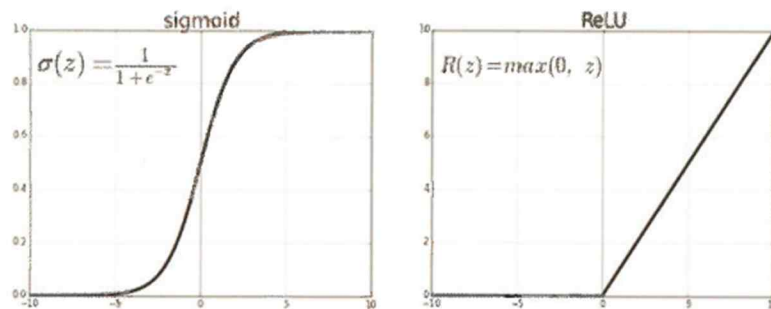 sigmoid
1.0
σ(z) = 1/(1+e^{-z})
0.8
0.6
0.4
0.2
0.0
-10 -5 0 5 10
ReLU
10
R(z) = max(0, z)
8
6
4
2
0
-10 -5 0 5 10